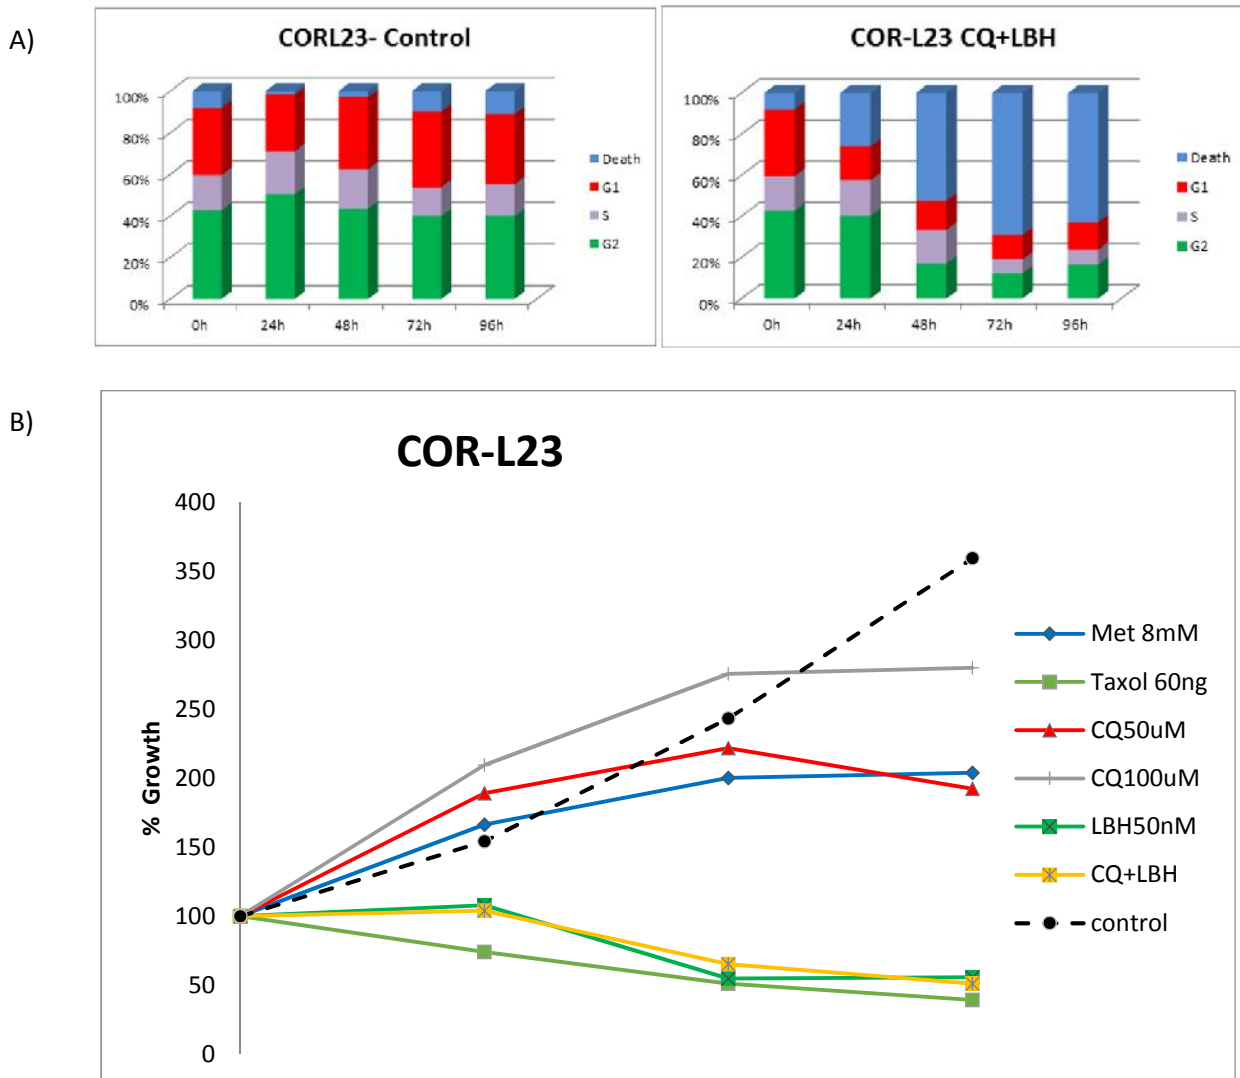 A)
CORL23- Control
100%
80%
60%
40%
20%
0%
0h 24h 48h 72h 96h
Death
G1
S
G2
COR-L23 CQ+LBH
100%
80%
60%
40%
20%
0%
0h 24h 48h 72h 96h
Death
G1
S
G2
B)
COR-L23
% Growth
400
350
300
250
200
150
100
50
0
Met 8mM
Taxol 60ng
CQ50uM
CQ100uM
LBH50nM
CQ+LBH
control